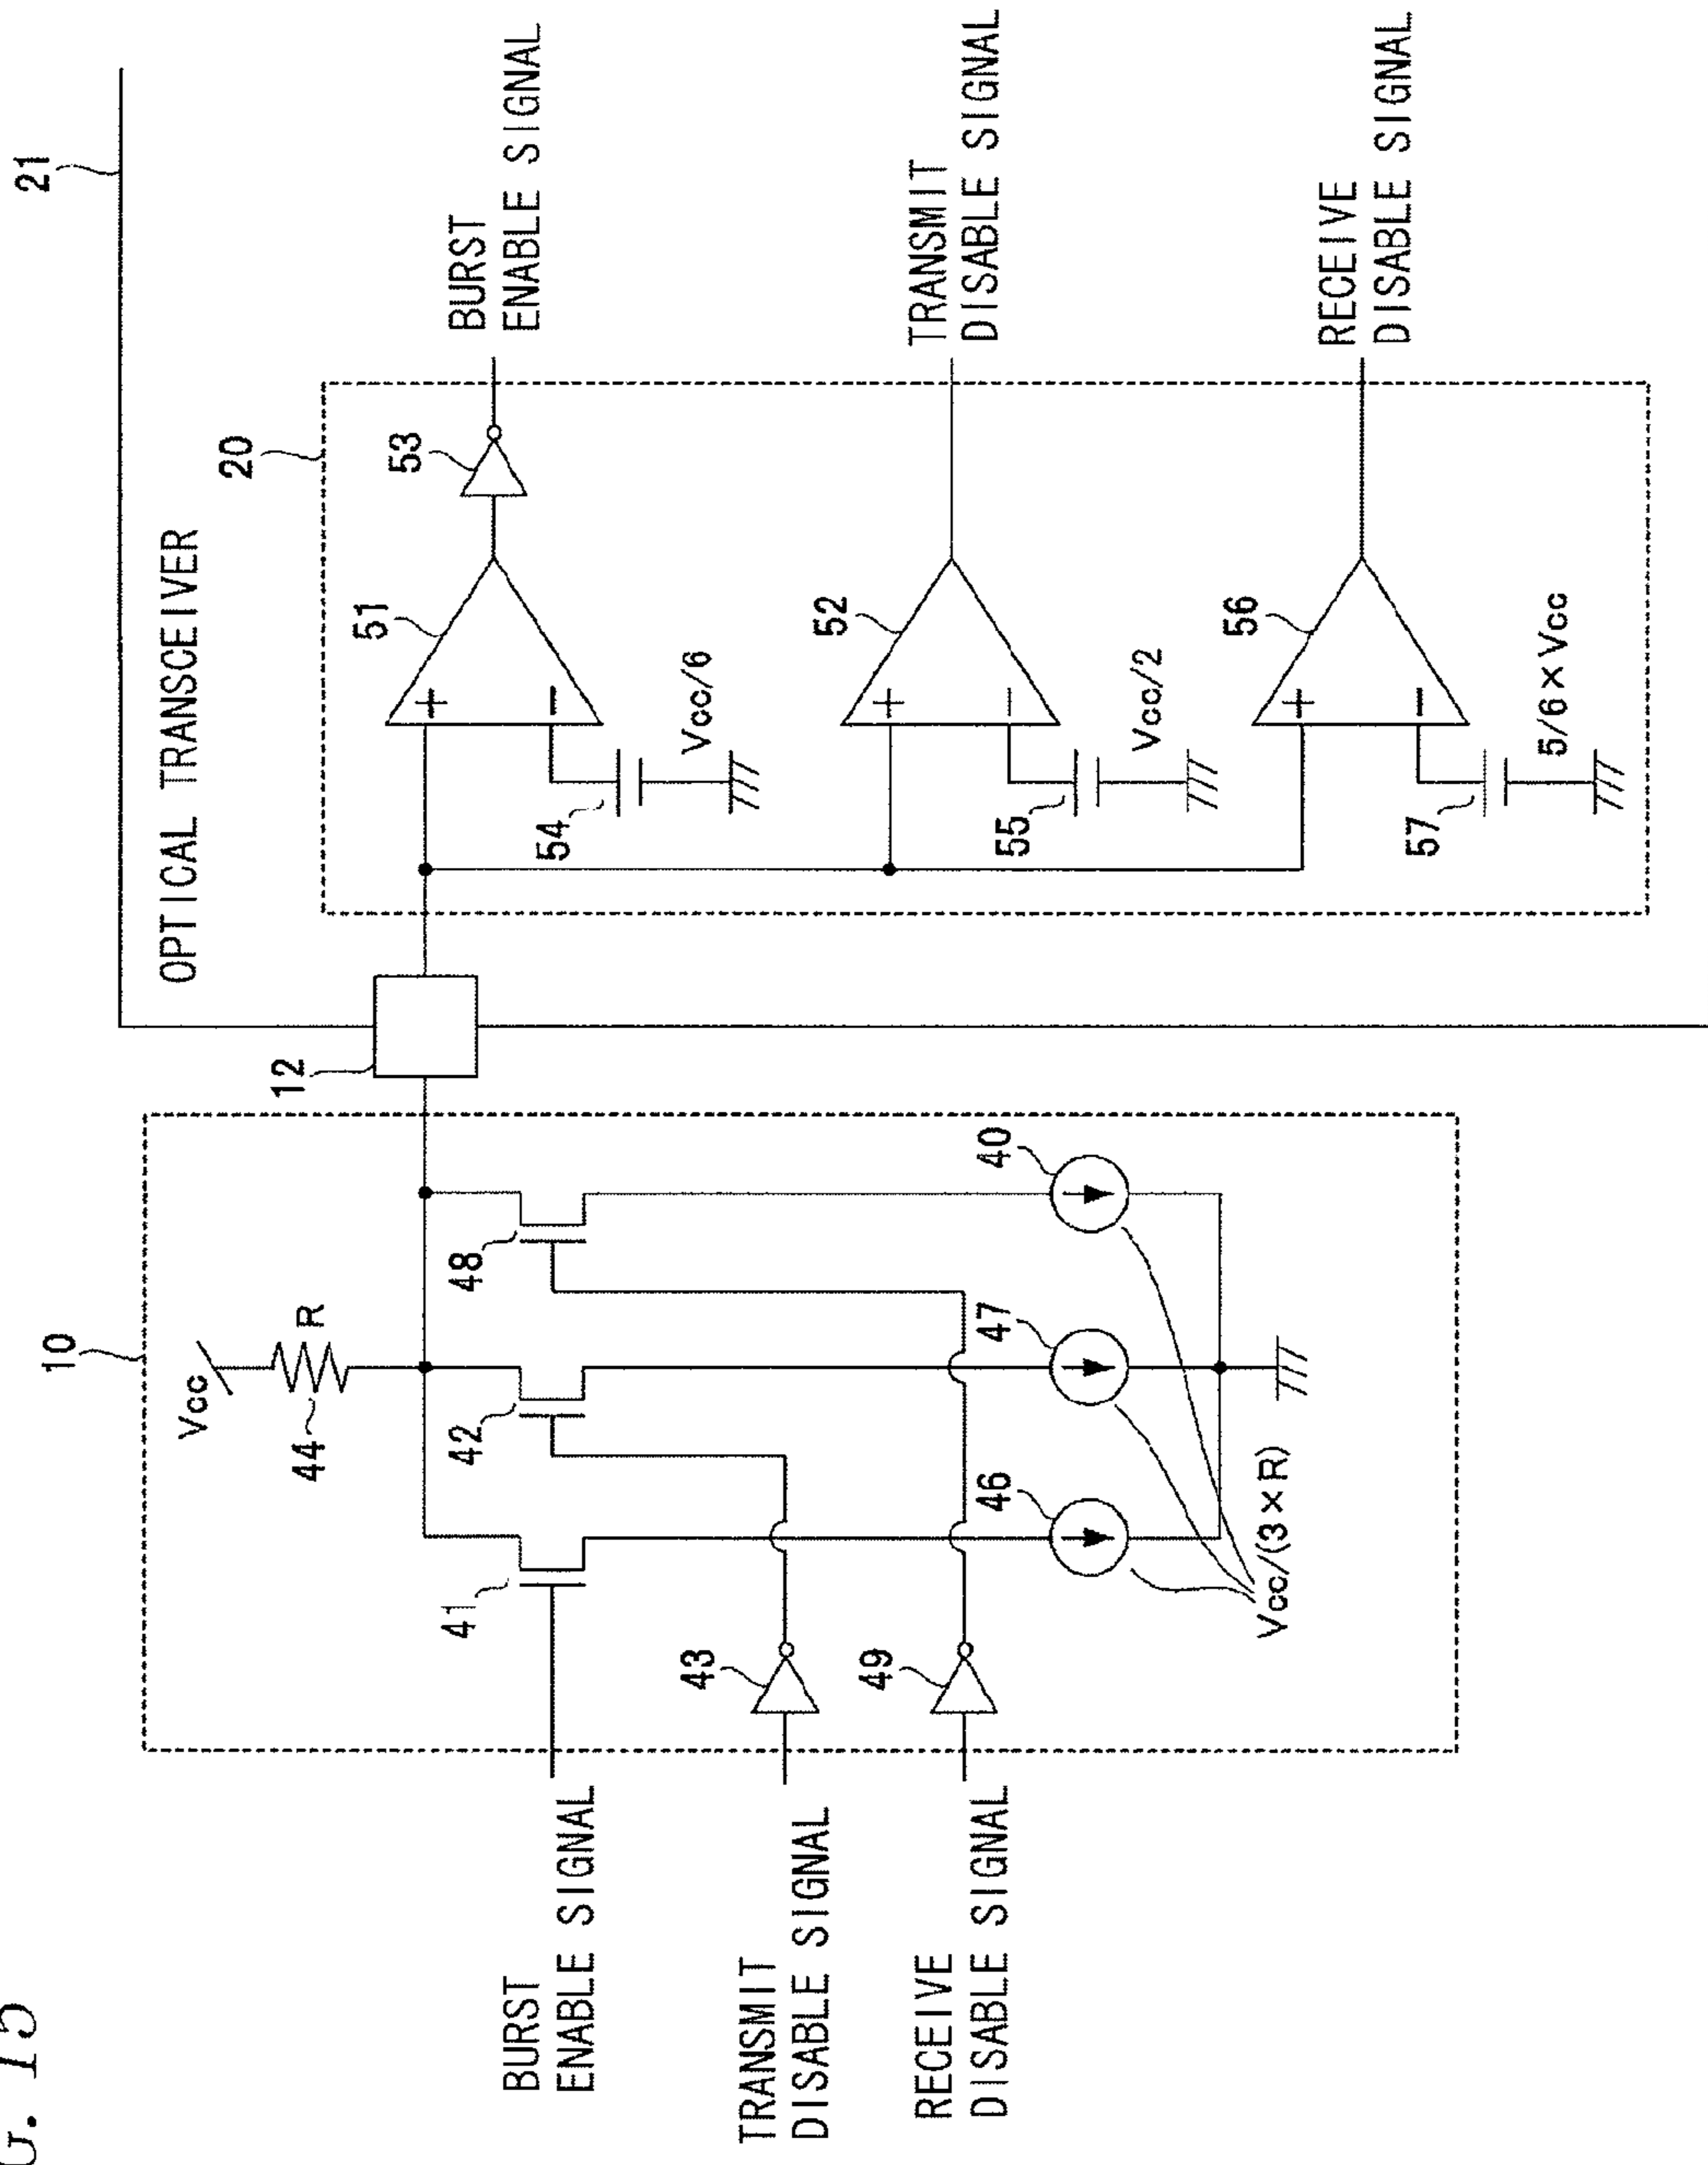 G. 15
21
OPTICAL TRANSCEIVER
20
BURST
ENABLE SIGNAL
53
51
Vcc/6
54
TRANSMIT
DISABLE SIGNAL
52
Vcc/2
55
RECEIVE
DISABLE SIGNAL
56
5/6×Vcc
57
12
10
Vcc
R
44
41
42
48
43
49
46
47
40
Vcc/(3×R)
BURST
ENABLE SIGNAL
TRANSMIT
DISABLE SIGNAL
RECEIVE
DISABLE SIGNAL
+
−
+
−
+
−